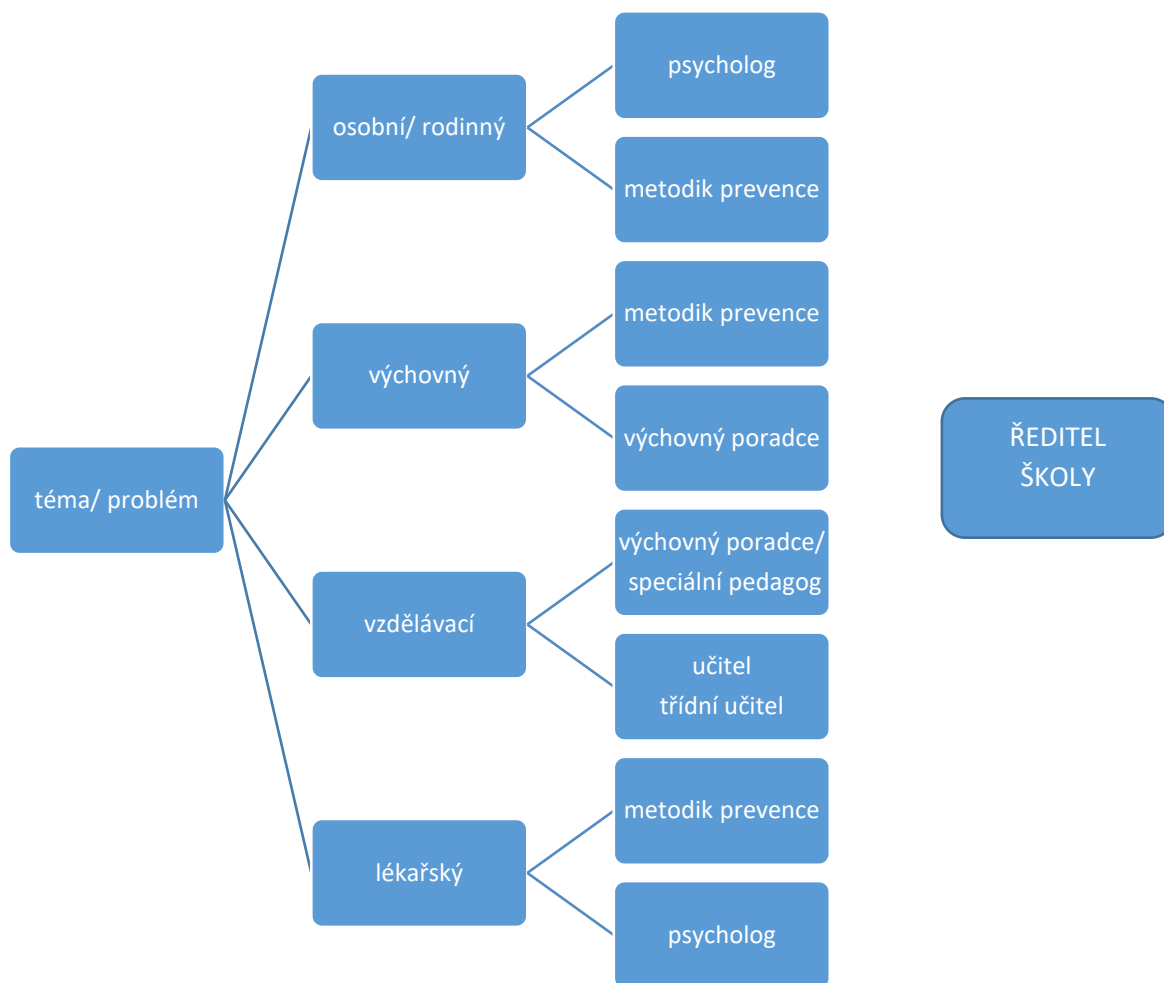 psycholog
osobní/ rodinný
metodik prevence
metodik prevence
výchovný
výchovný poradce
ŘEDITEL
ŠKOLY
téma/ problém
výchovný poradce/
speciální pedagog
vzdělávací
učitel
třídní učitel
metodik prevence
lékařský
psycholog